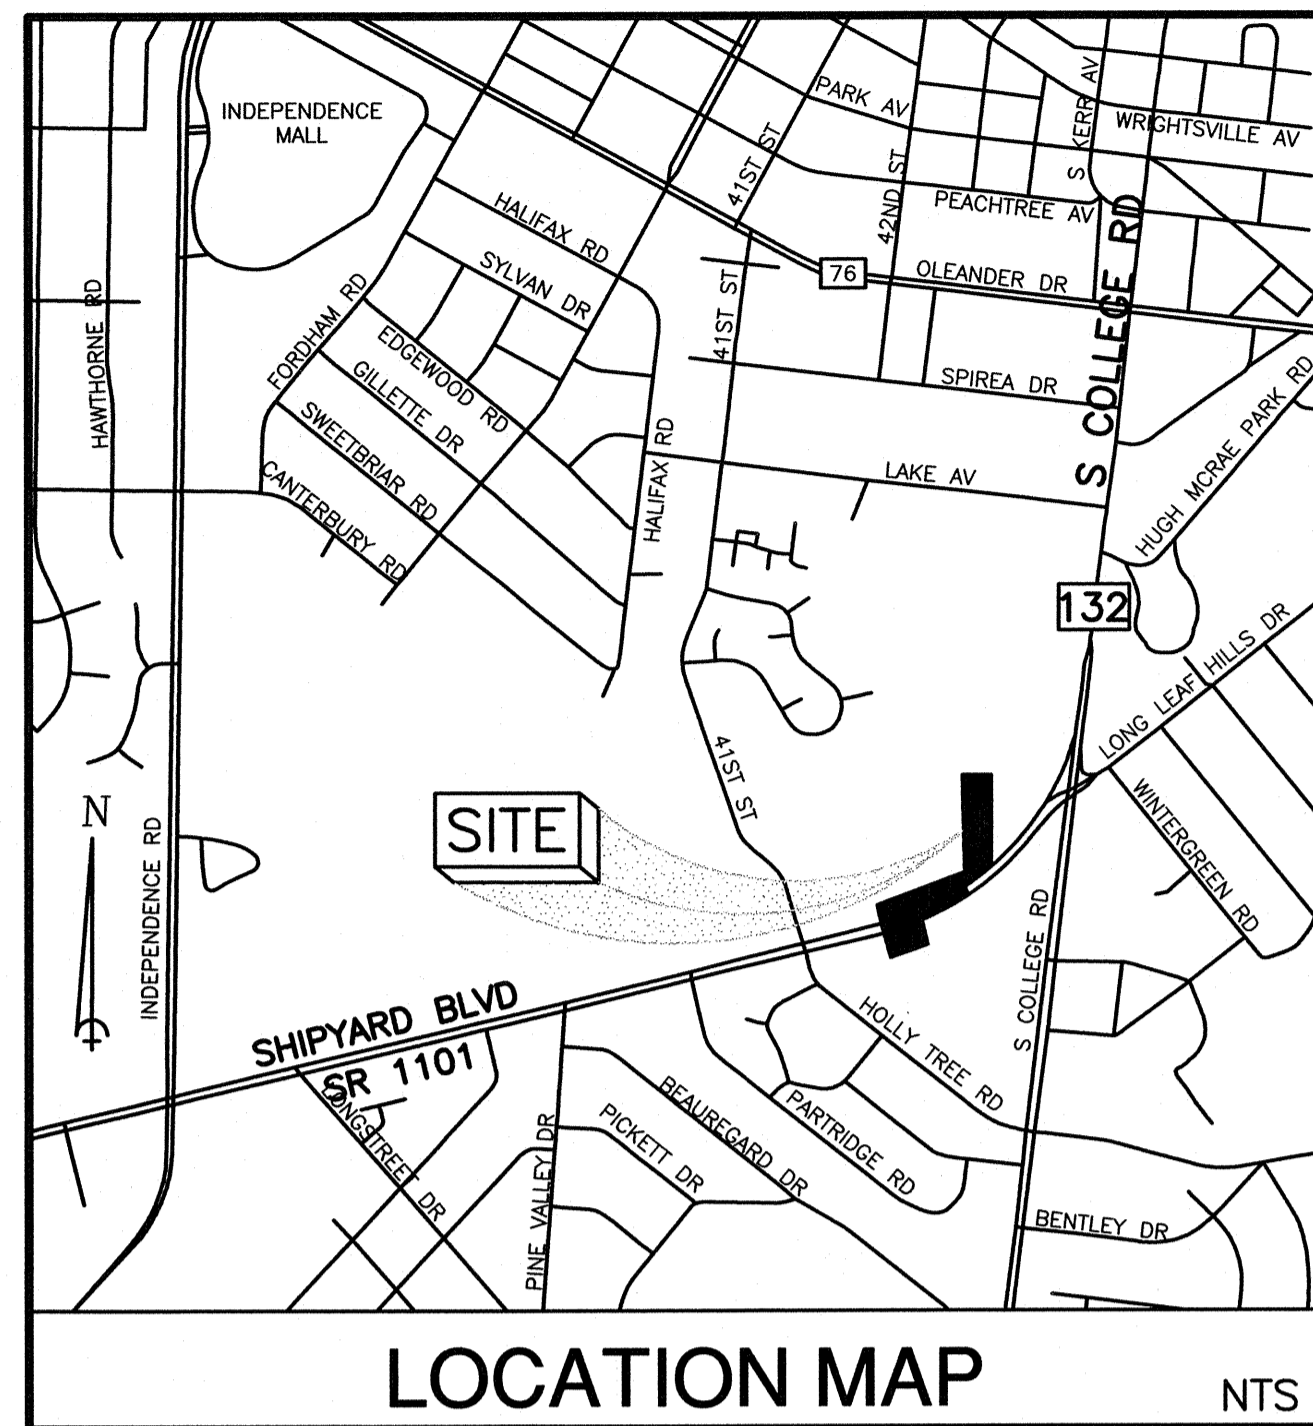 INDEPENDENCE
MALL
PARK AV
S KERR AV
WRIGHTSVILLE AV
41ST ST
42ND ST
PEACHTREE AV
HALIFAX RD
SYLVAN DR
76
OLEANDER DR
S COLLEGE RD
HAWTHORNE RD
FORDHAM RD
41ST ST
EDGEWOOD RD
GILLETTE DR
SPIREA DR
SWEETBRIAR RD
CANTERBURY RD
HALIFAX RD
LAKE AV
HUGH MCRAE PARK RD
132
LONG LEAF HILLS DR
41ST ST
WINTERGREEN RD
N
SITE
INDEPENDENCE RD
S COLLEGE RD
SHIPYARD BLVD
SR 1101
HOLLY TREE RD
LONGSTREET DR
PINE VALLEY DR
PICKETT DR
BEAUREGARD DR
PARTRIDGE RD
BENTLEY DR
LOCATION MAP
NTS